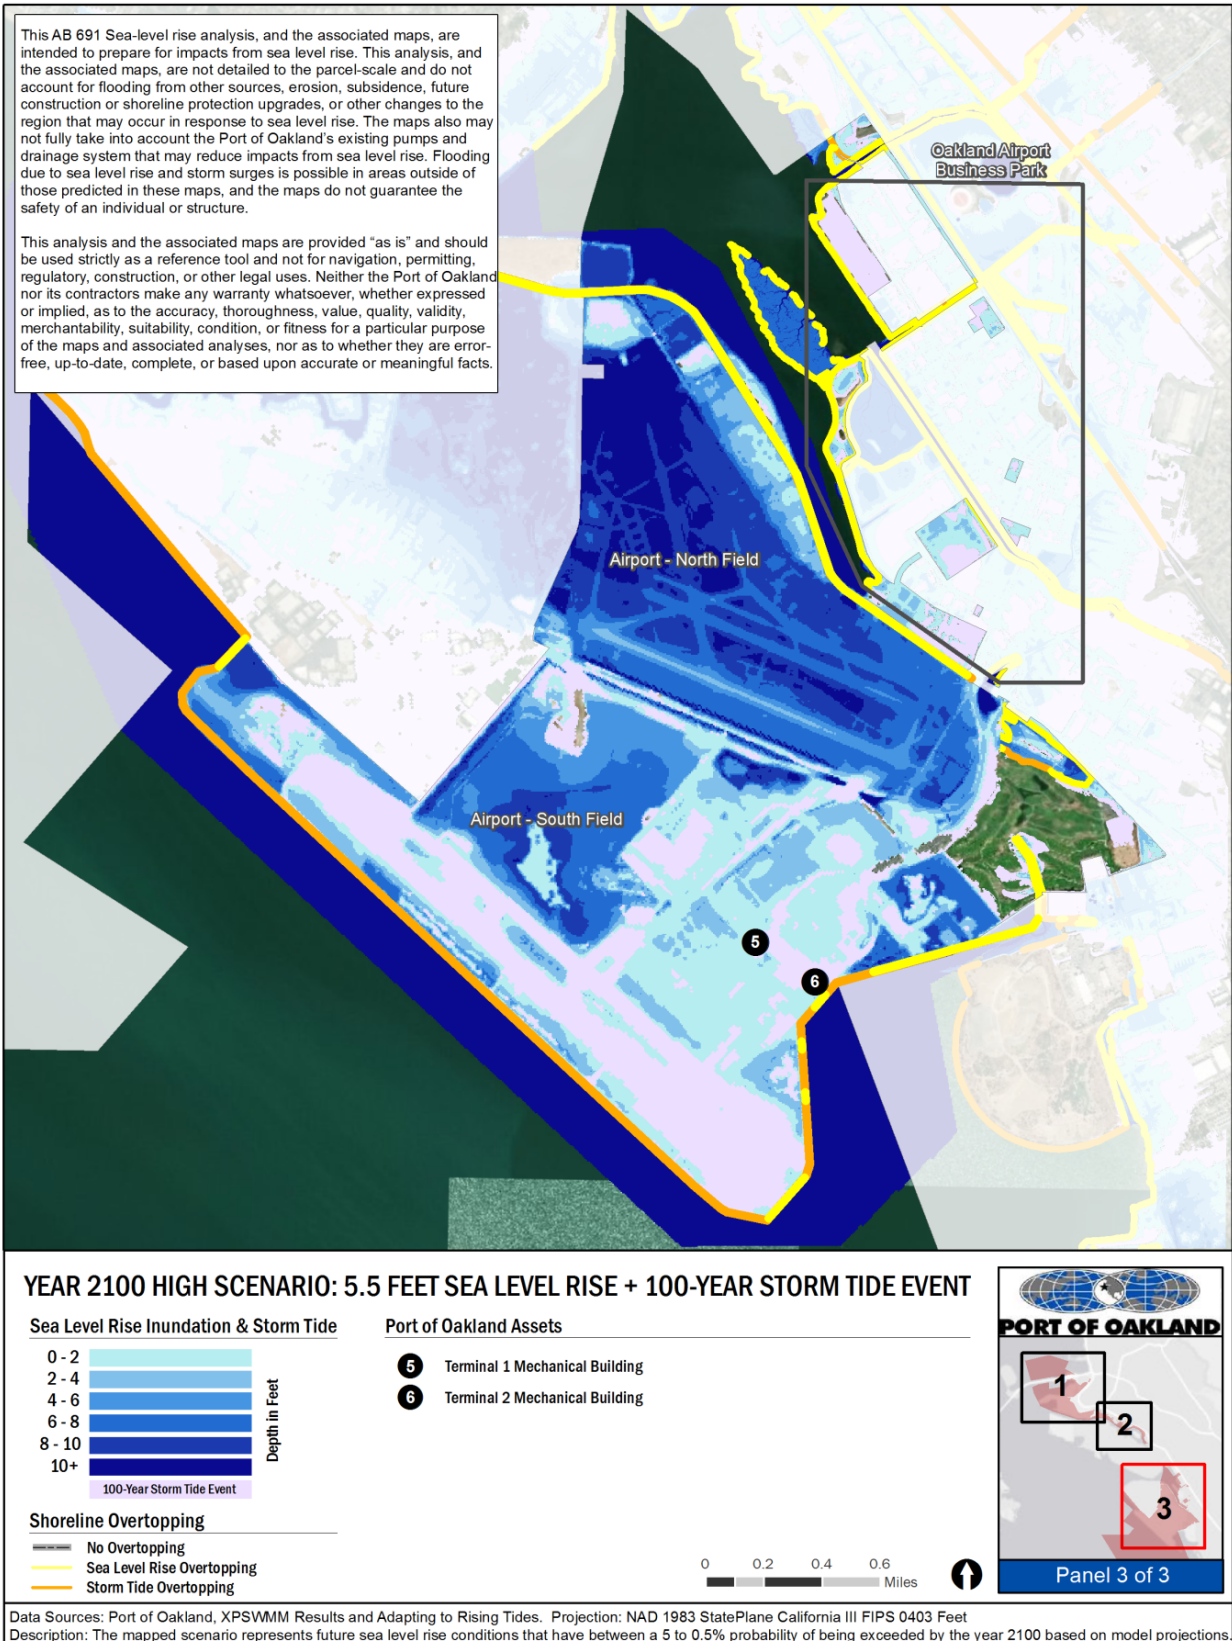 This AB 691 Sea-level rise analysis, and the associated maps, are
intended to prepare for impacts from sea level rise. This analysis, and
the associated maps, are not detailed to the parcel-scale and do not
account for flooding from other sources, erosion, subsidence, future
construction or shoreline protection upgrades, or other changes to the
region that may occur in response to sea level rise. The maps also may
not fully take into account the Port of Oakland's existing pumps and
drainage system that may reduce impacts from sea level rise. Flooding
due to sea level rise and storm surges is possible in areas outside of
those predicted in these maps, and the maps do not guarantee the
safety of an individual or structure.
This analysis and the associated maps are provided "as is" and should
be used strictly as a reference tool and not for navigation, permitting,
regulatory, construction, or other legal uses. Neither the Port of Oakland
nor its contractors make any warranty whatsoever, whether expressed
or implied, as to the accuracy, thoroughness, value, quality, validity,
merchantability, suitability, condition, or fitness for a particular purpose
of the maps and associated analyses, nor as to whether they are error-
free, up-to-date, complete, or based upon accurate or meaningful facts.
Oakland Airport
Business Park
Airport - North Field
Airport - South Field
5
6
YEAR 2100 HIGH SCENARIO: 5.5 FEET SEA LEVEL RISE + 100-YEAR STORM TIDE EVENT
Sea Level Rise Inundation & Storm Tide
0 - 2
2 - 4
4 - 6
6 - 8
8 - 10
10+
Depth in Feet
100-Year Storm Tide Event
Shoreline Overtopping
No Overtopping
Sea Level Rise Overtopping
Storm Tide Overtopping
Port of Oakland Assets
5 Terminal 1 Mechanical Building
6 Terminal 2 Mechanical Building
0 0.2 0.4 0.6
Miles
PORT OF OAKLAND
1
2
3
Panel 3 of 3
Data Sources: Port of Oakland, XPSWMM Results and Adapting to Rising Tides. Projection: NAD 1983 StatePlane California III FIPS 0403 Feet
Description: The mapped scenario represents future sea level rise conditions that have between a 5 to 0.5% probability of being exceeded by the year 2100 based on model projections